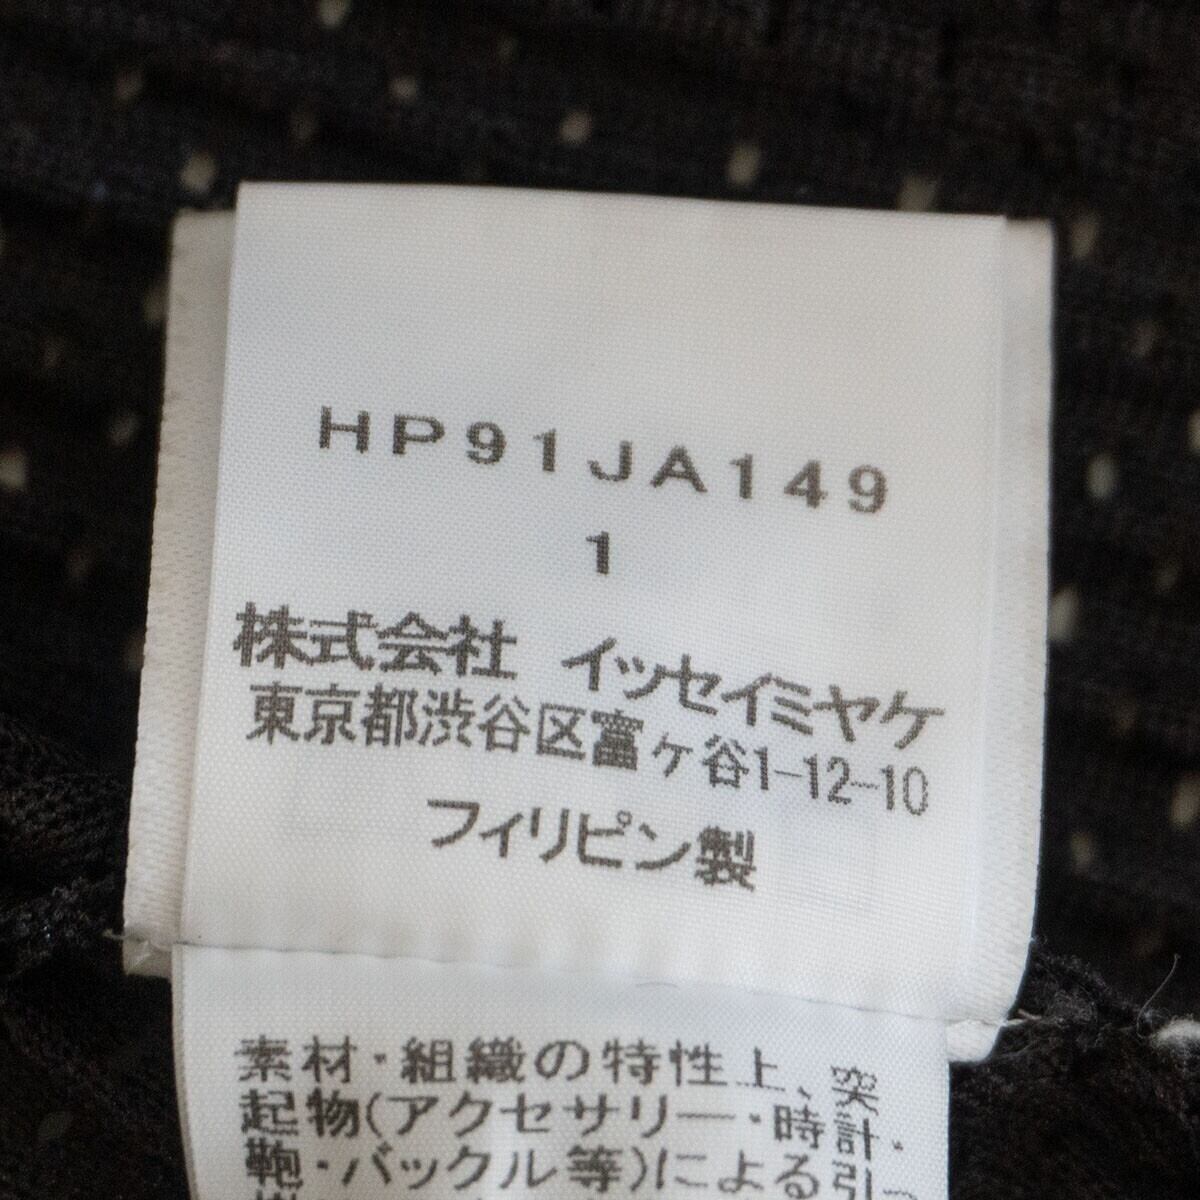 HP91JA149
1
株式会社 イッセイミヤケ
東京都渋谷区富ヶ谷1-12-10
フィリピン製
素材・組織の特性上、突
起物(アクセサリー・時計・
鞄・バックル等)による引